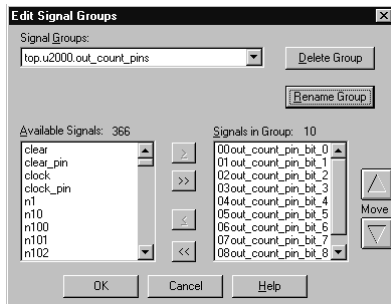 Edit Signal Groups
Signal Groups:
top.u2000.out_count_pins
Delete Group
Rename Group
Available Signals: 366
Signals in Group: 10
clear
clear_pin
clock
clock_pin
n1
n10
n100
n101
n102
>
>>
<
<<
00out_count_pin_bit_0
01out_count_pin_bit_1
02out_count_pin_bit_2
03out_count_pin_bit_3
04out_count_pin_bit_4
05out_count_pin_bit_5
06out_count_pin_bit_6
07out_count_pin_bit_7
08out_count_pin_bit_8
Move
OK
Cancel
Help